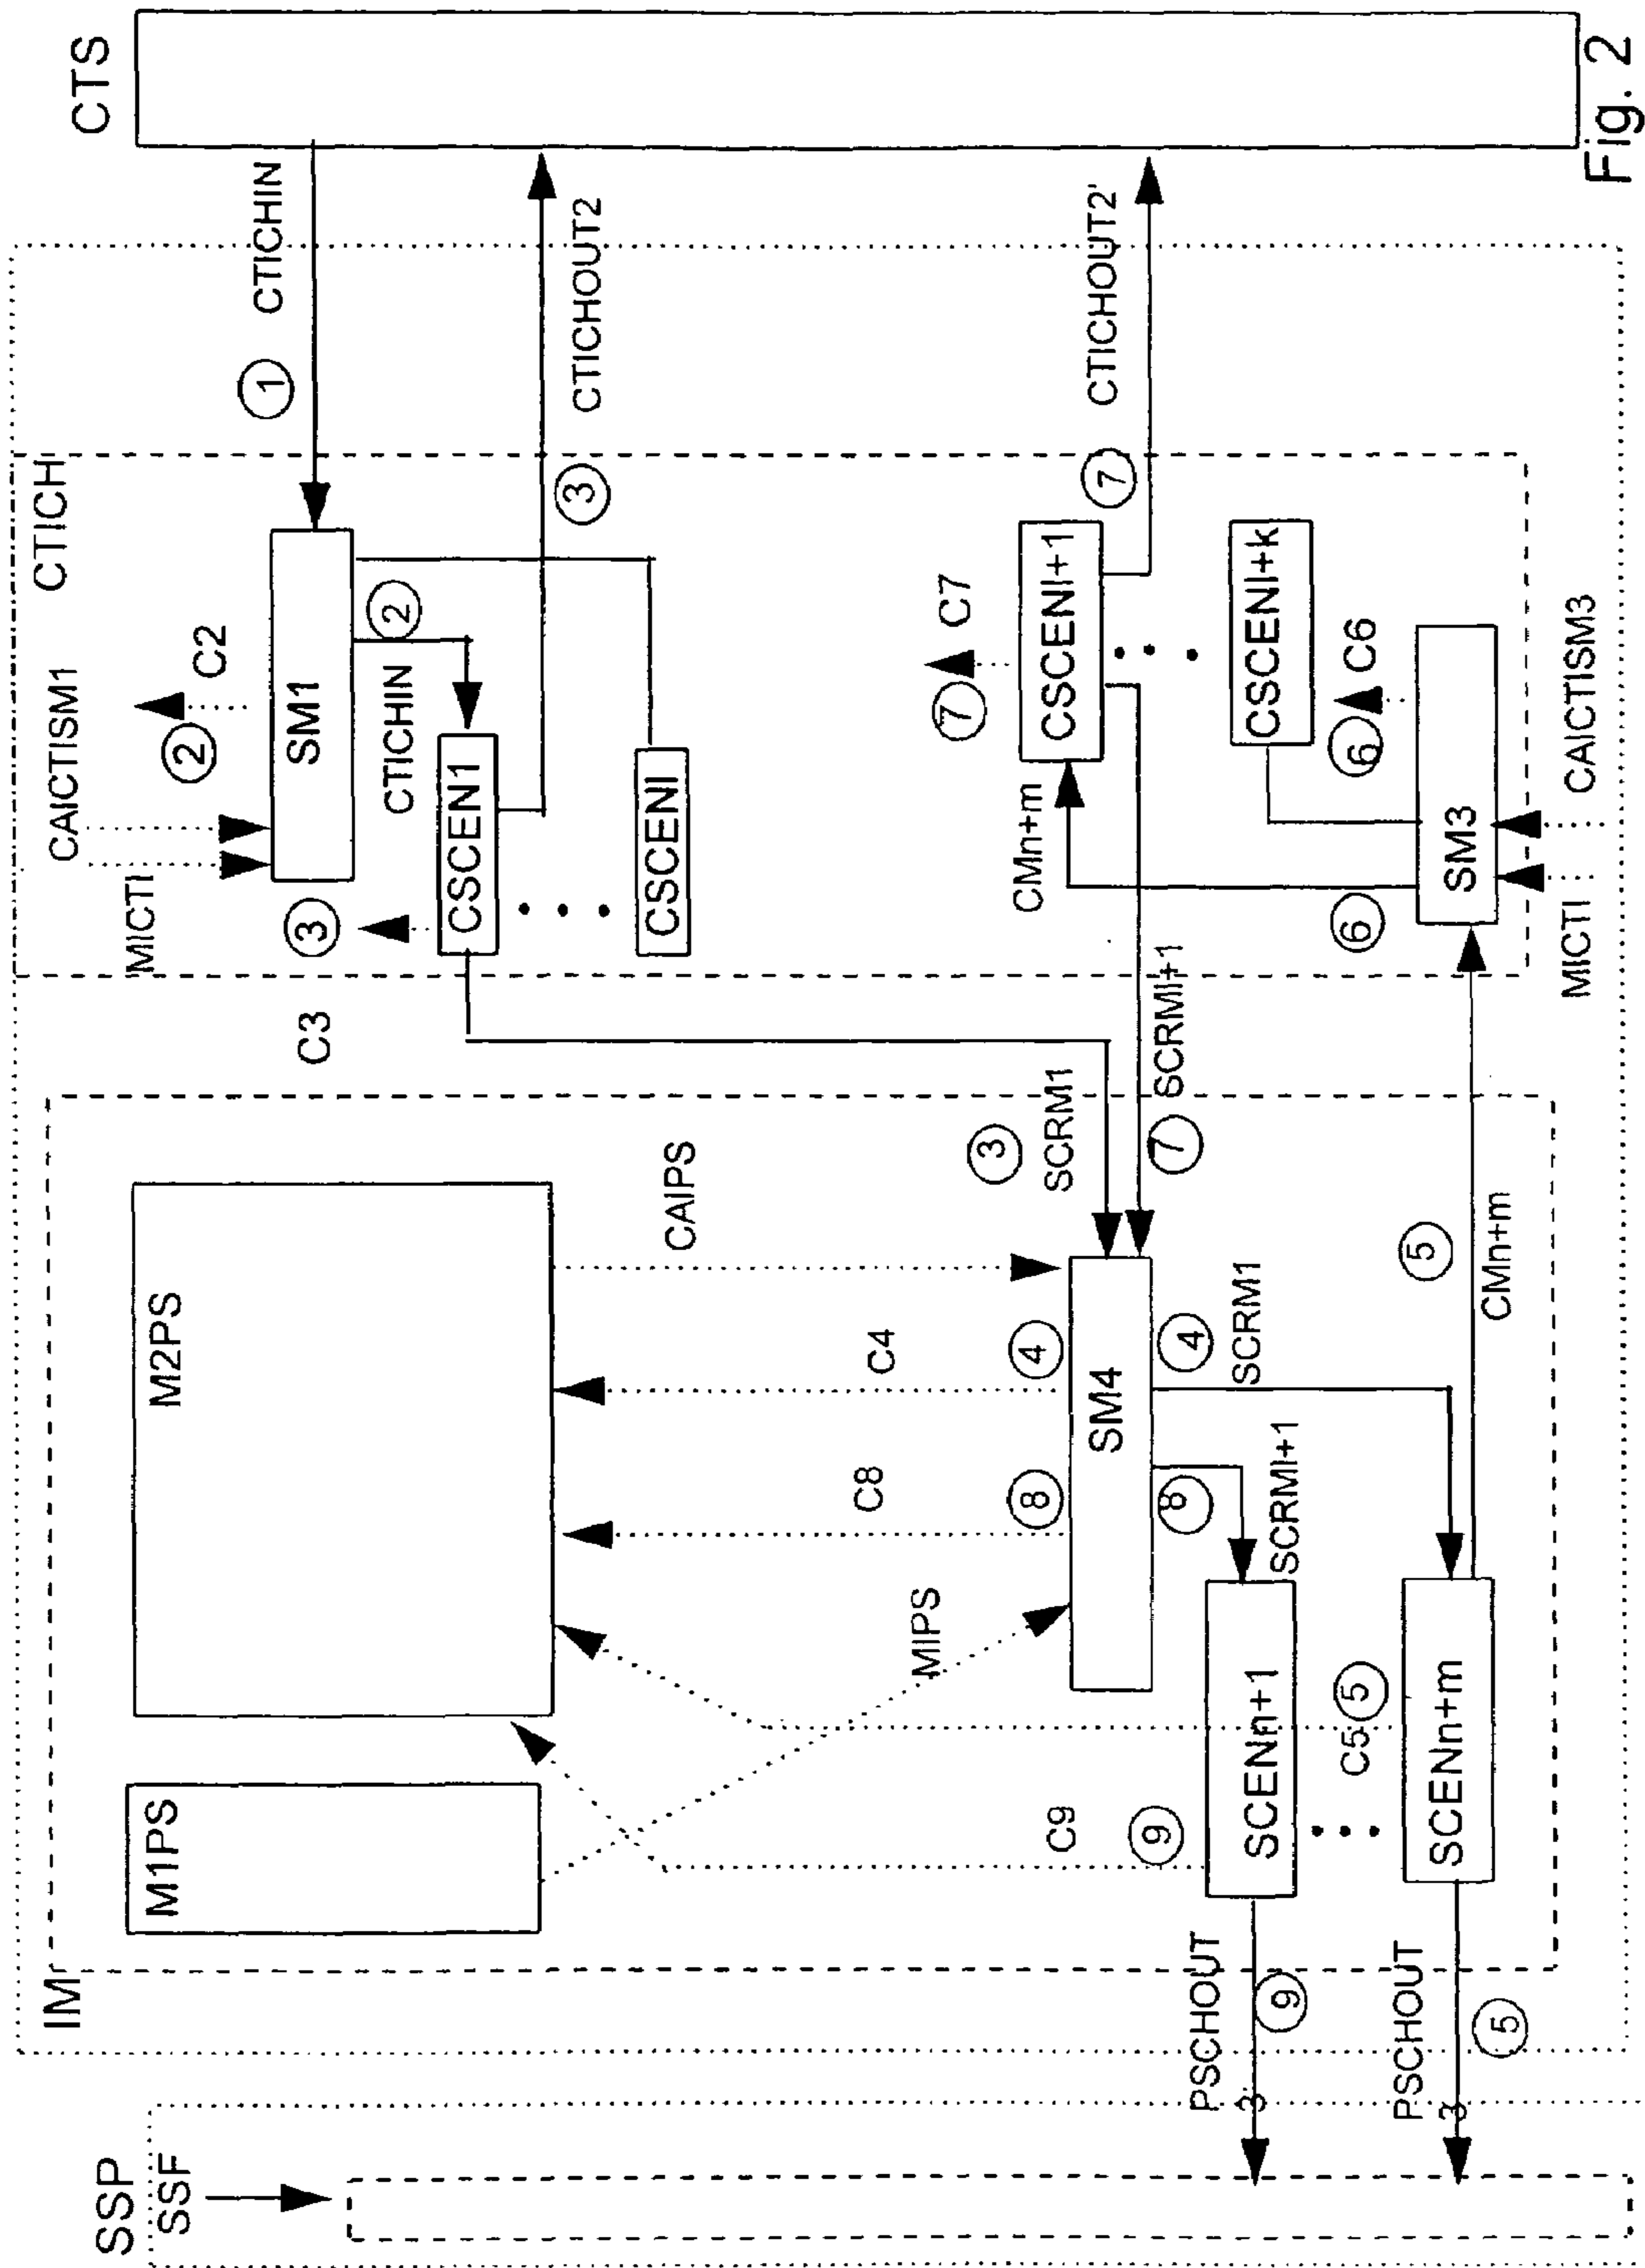 SSP
SSF
IM
M1PS
M2PS
CTICH
CTS
MICTI
CAICTISM1
2
C2
1
CTICHIN
SM1
2
CTICHIN
C3
3
CSCEN1
3
CTICHOUT2
CSCENl
CAIPS
C4
C8
MIPS
C9
9
8
4
3
SCRM1
SM4
8
4
SCRM1
SCRMl+1
7
SCRMl+1
CMn+m
7
C7
CSCENl+1
7
CTICHOUT2'
CSCENl+k
6
C6
6
SM3
MICTI
CAICTISM3
PSCHOUT
3
9
SCENn+1
C5
5
PSCHOUT
3
5
SCENn+m
5
CMn+m
Fig. 2